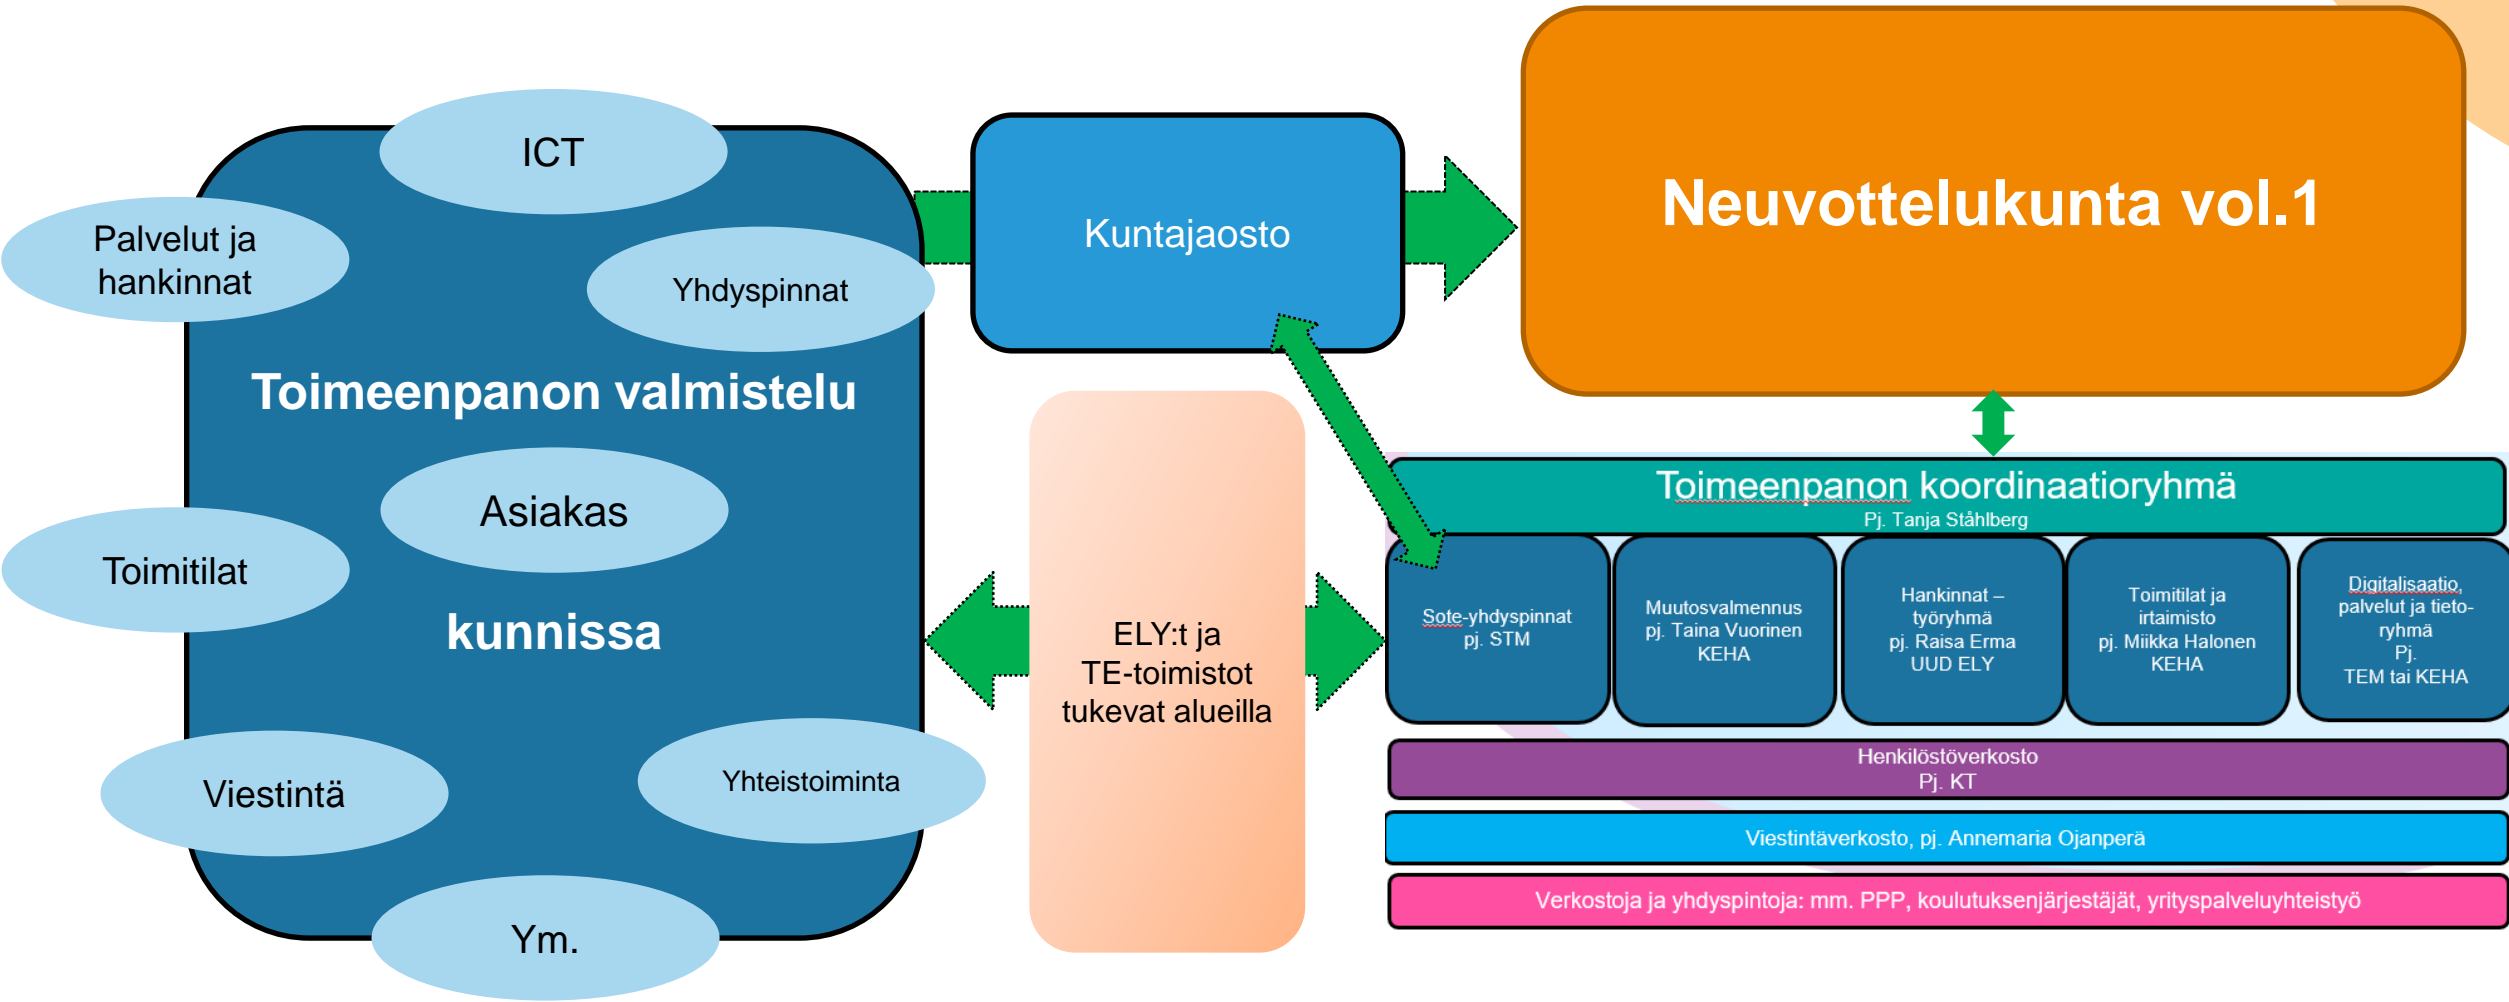 ICT
Palvelut ja
hankinnat
Yhdyspinnat
Toimeenpanon valmistelu
Asiakas
Toimitilat
kunnissa
Viestintä
Yhteistoiminta
Ym.
Kuntajaosto
Neuvottelukunta vol.1
ELY:t ja
TE-toimistot
tukevat alueilla
Toimeenpanon koordinaatioryhmä
Pj. Tanja Ståhlberg
Sote-yhdyspinnat
pj. STM
Muutosvalmennus
pj. Taina Vuorinen
KEHA
Hankinnat –
työryhmä
pj. Raisa Erma
UUD ELY
Toimitilat ja
irtaimisto
pj. Miikka Halonen
KEHA
Digitalisaatio,
palvelut ja tieto-
ryhmä
Pj.
TEM tai KEHA
Henkilöstöverkosto
Pj. KT
Viestintäverkosto, pj. Annemaria Ojanperä
Verkostoja ja yhdyspintoja: mm. PPP, koulutuksenjärjestäjät, yrityspalveluyhteistyö